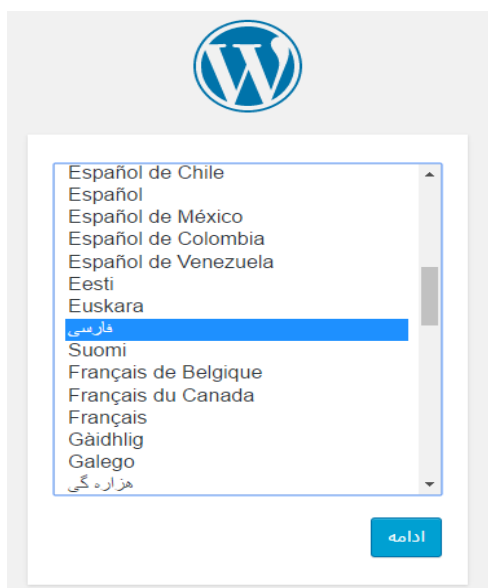 Español de Chile
Español
Español de México
Español de Colombia
Español de Venezuela
Eesti
Euskara
فارسی
Suomi
Français de Belgique
Français du Canada
Français
Gàidhlig
Galego
هزاره گی
ادامه